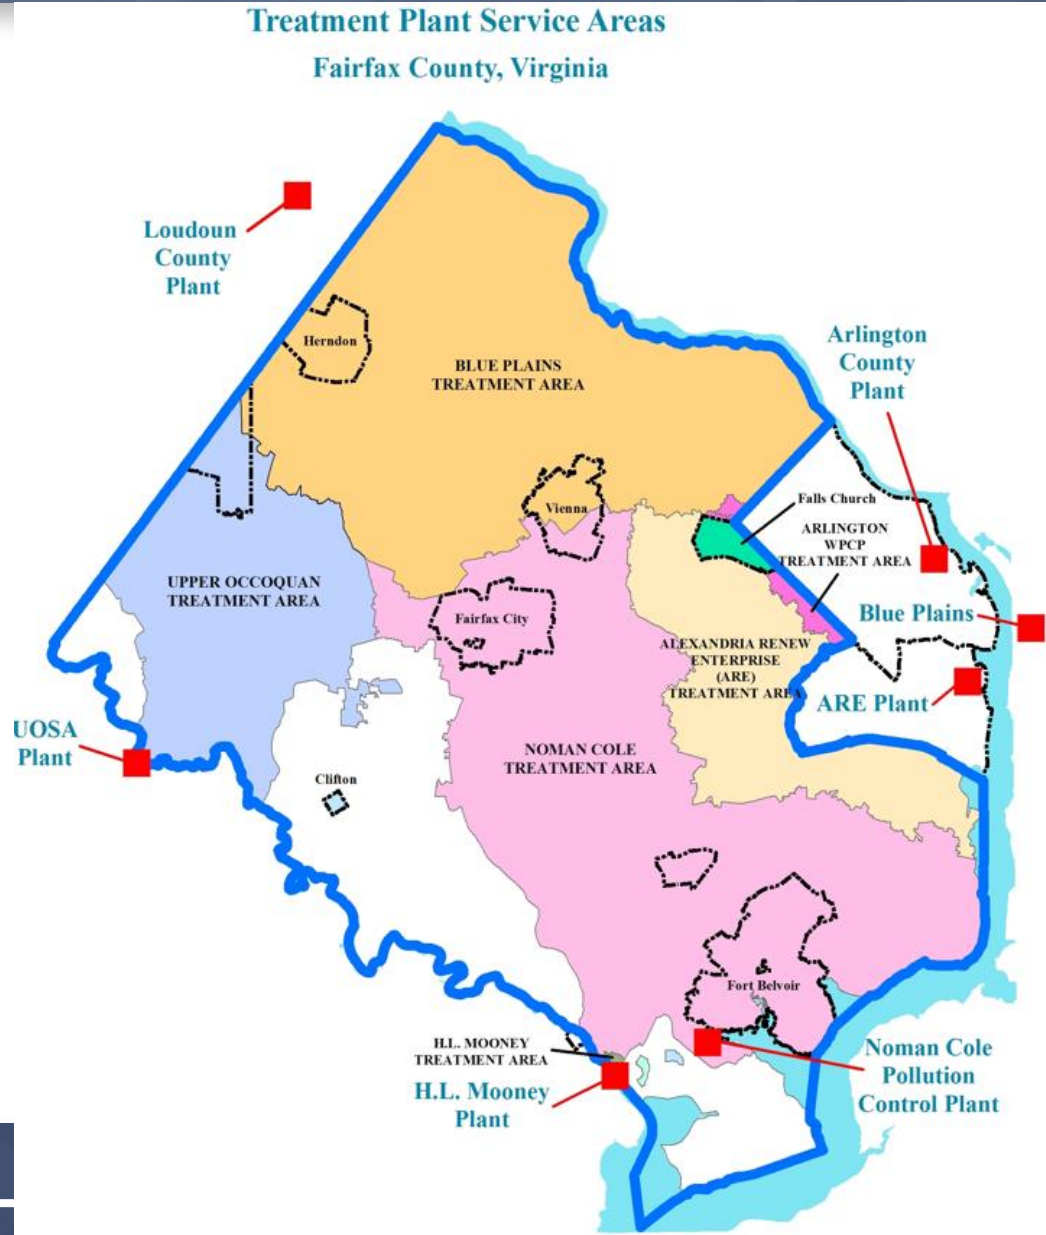 Treatment Plant Service Areas
Fairfax County, Virginia
Loudoun
County
Plant
Herndon
BLUE PLAINS
TREATMENT AREA
Arlington
County
Plant
Vienna
Falls Church
ARLINGTON
WPCP
TREATMENT AREA
UPPER OCCOQUAN
TREATMENT AREA
Fairfax City
Blue Plains
ALEXANDRIA RENEW
ENTERPRISE
(ARE)
TREATMENT AREA
ARE Plant
UOSA
Plant
NOMAN COLE
TREATMENT AREA
Clifton
Fort Belvoir
H.L. MOONEY
TREATMENT AREA
H.L. Mooney
Plant
Noman Cole
Pollution
Control Plant